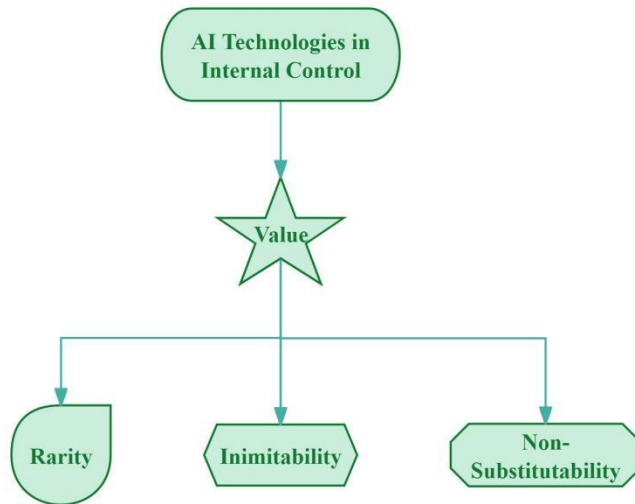 AI Technologies in
Internal Control
Value
Rarity
Inimitability
Non-
Substitutability